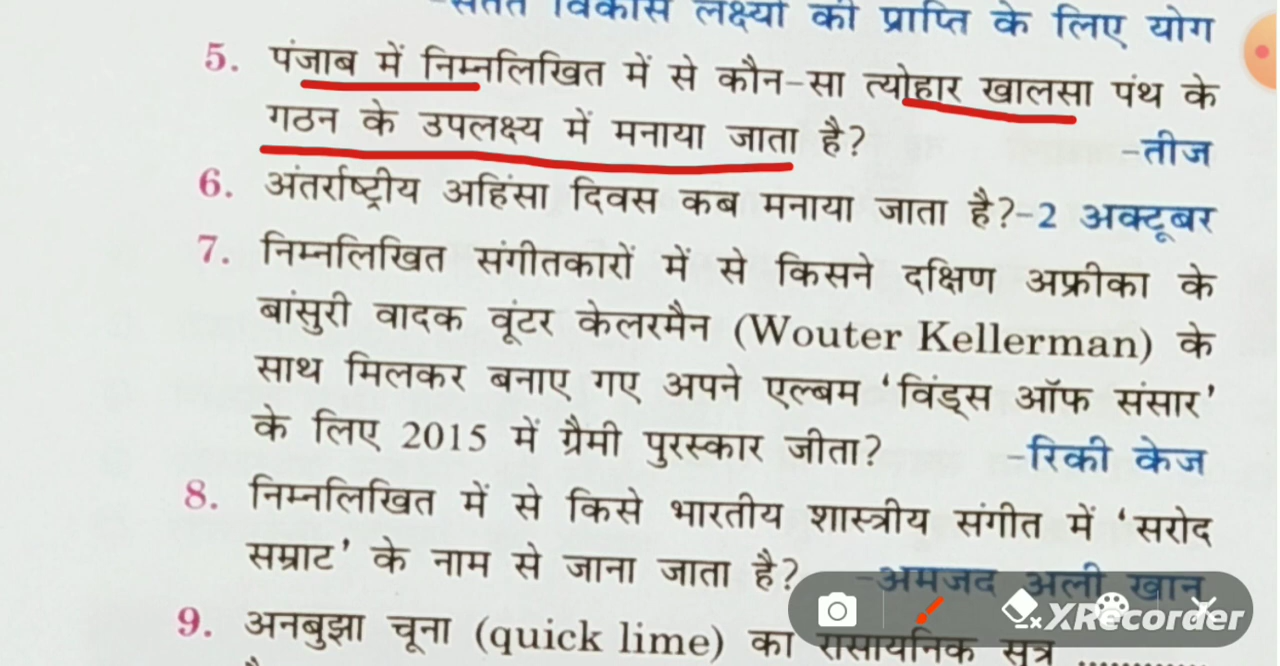 -सतत विकास लक्ष्यों की प्राप्ति के लिए योग
5. पंजाब में निम्नलिखित में से कौन-सा त्योहार खालसा पंथ के
गठन के उपलक्ष्य में मनाया जाता है? -तीज
6. अंतर्राष्ट्रीय अहिंसा दिवस कब मनाया जाता है?-2 अक्टूबर
7. निम्नलिखित संगीतकारों में से किसने दक्षिण अफ्रीका के
बांसुरी वादक वूंटर केलरमैन (Wouter Kellerman) के
साथ मिलकर बनाए गए अपने एल्बम 'विंड्स ऑफ संसार'
के लिए 2015 में ग्रैमी पुरस्कार जीता? -रिकी केज
8. निम्नलिखित में से किसे भारतीय शास्त्रीय संगीत में 'सरोद
सम्राट' के नाम से जाना जाता है? -अमजद अली खान
XRecorder
9. अनबुझा चूना (quick lime) का रासायनिक सूत्र ............